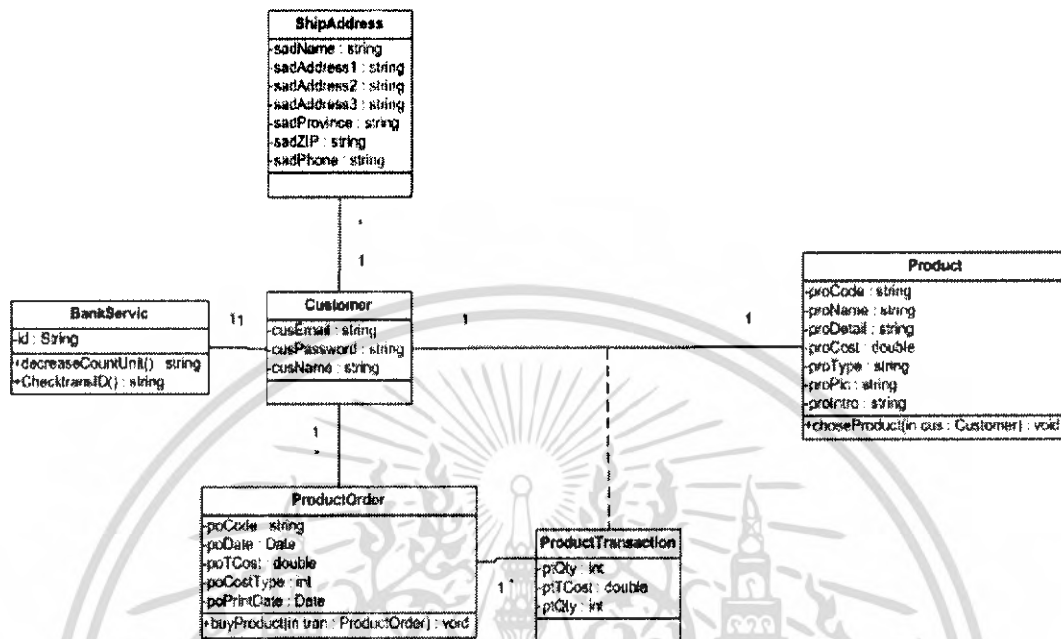 ShipAddress
-sadName : string
-sadAddress1 : string
-sadAddress2 : string
-sadAddress3 : string
-sadProvince : string
-sadZIP : string
-sadPhone : string
*
1
BankServic
-id : String
+decreaseCountUnit() : string
+ChecktransID() : string
11
Customer
-cusEmail : string
-cusPassword : string
-cusName : string
1
1
Product
-proCode : string
-proName : string
-proDetail : string
-proCost : double
-proType : string
-proPic : string
-proIntro : string
+choseProduct(in cus : Customer) : void
1
*
ProductOrder
-poCode : string
-poDate : Date
-poTCost : double
-poCostType : int
-poPrintDate : Date
+buyProduct(in tran : ProductOrder) : void
1 *
ProductTransaction
-ptQty : int
-ptTCost : double
-ptQty : int